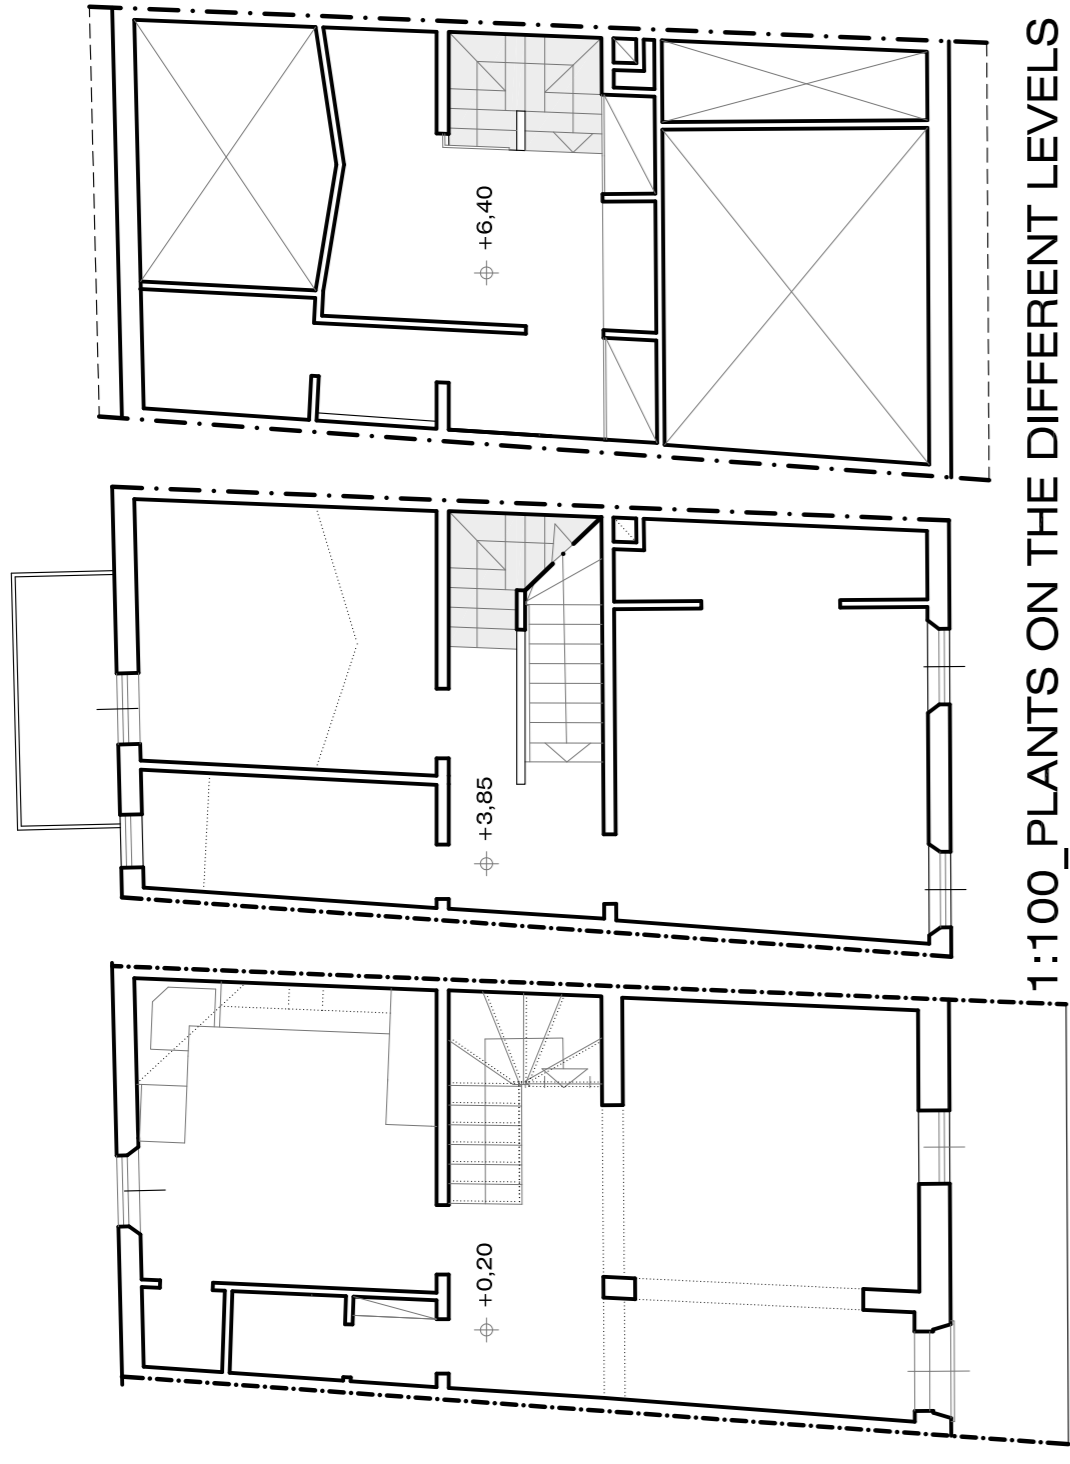 +0,20
+3,85
+6,40
1:100_PLANTS ON THE DIFFERENT LEVELS